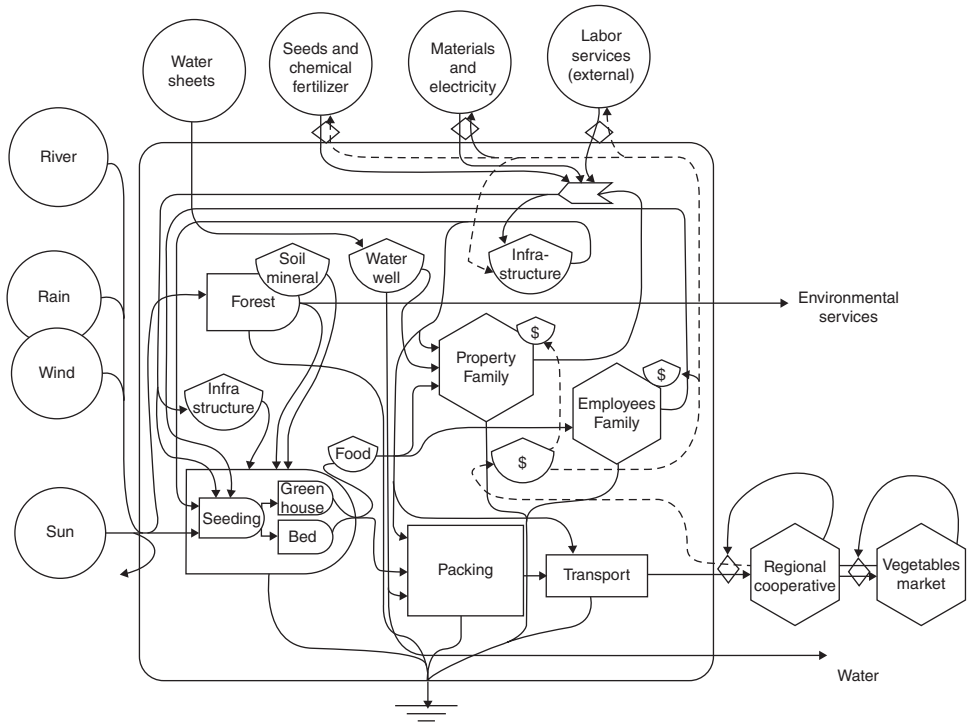 Water
sheets
Seeds and
chemical
fertilizer
Materials
and
electricity
Labor
services
(external)
River
Rain
Wind
Sun
Soil
mineral
Forest
Water
well
Infra-
structure
Environmental
services
Property
Family
$
Employees
Family
$
Infra
structure
Food
$
Seeding
Green
house
Bed
Packing
Transport
Regional
cooperative
Vegetables
market
Water